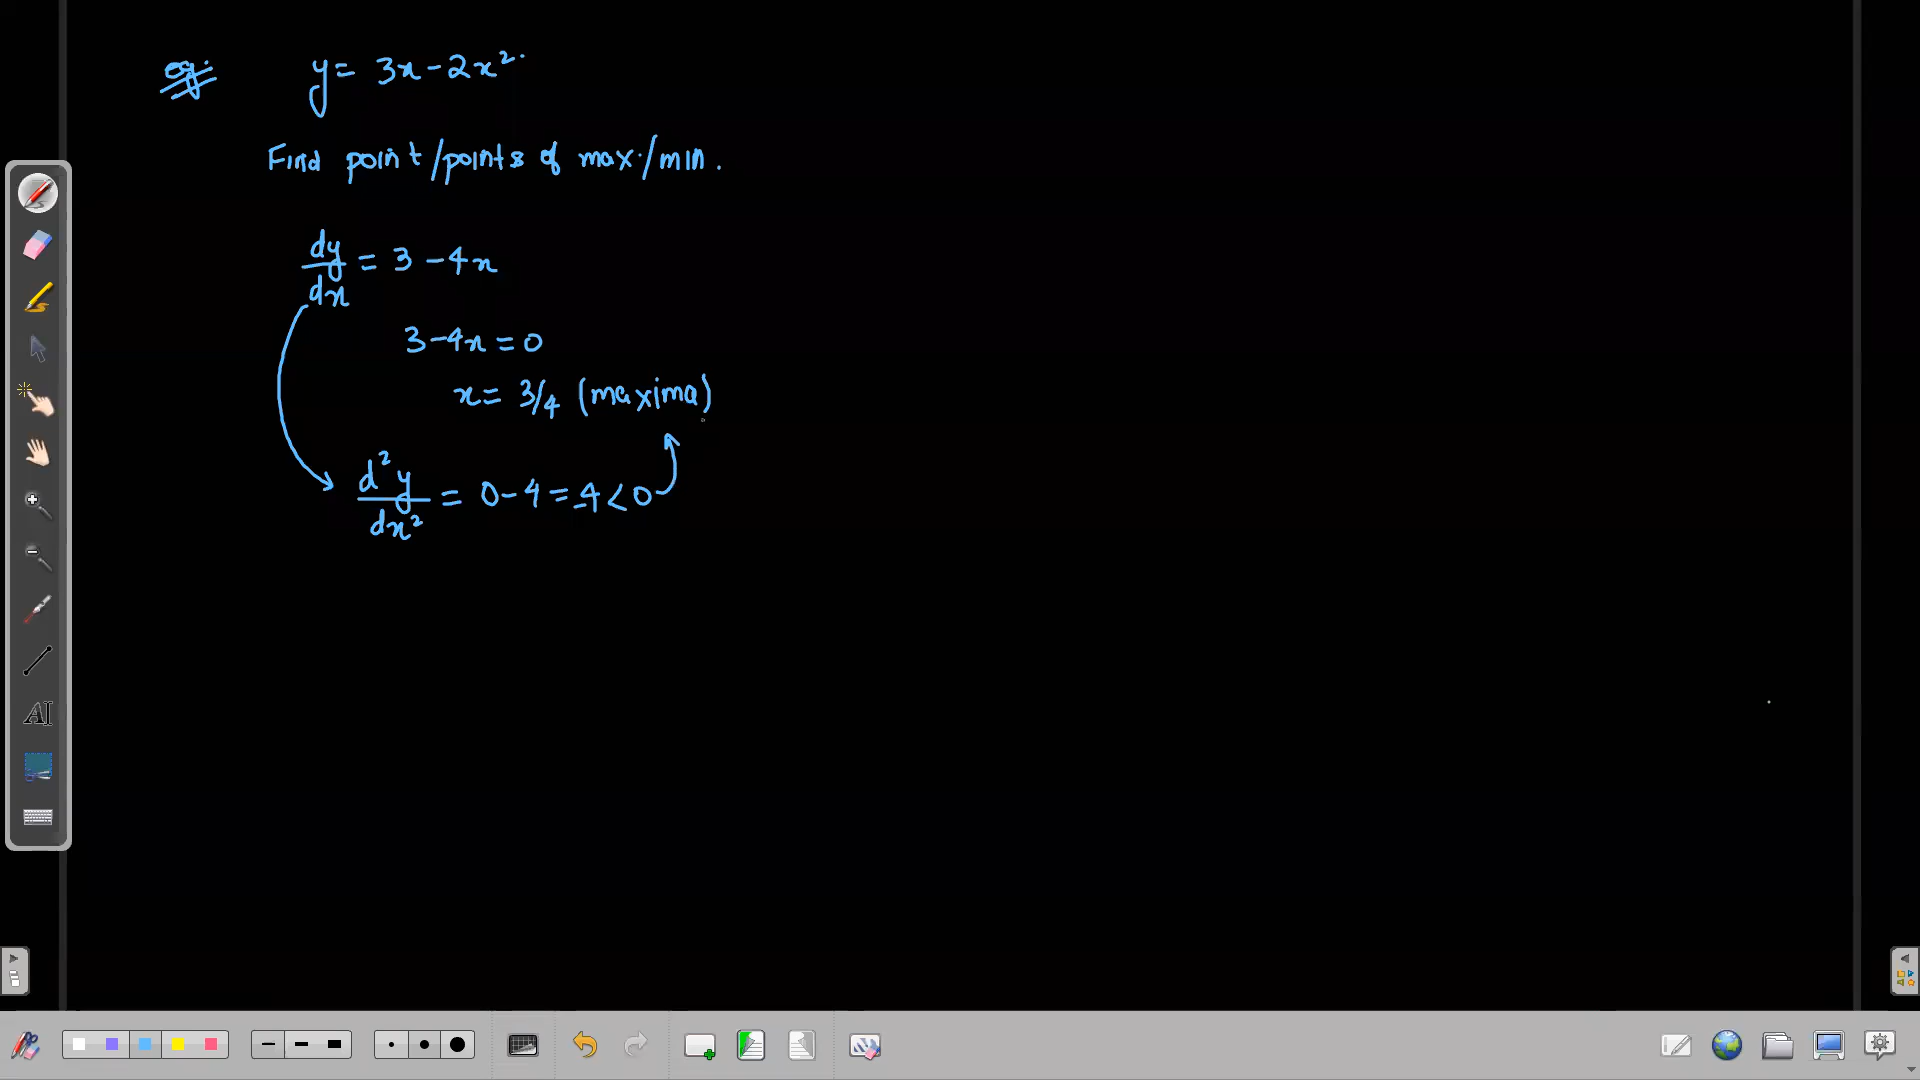 eg.
y = 3x - 2x².
Find point/points of max./min.
dy/dx = 3 - 4x
3 - 4x = 0
x = 3/4 (maxima)
d²y/dx² = 0 - 4 = -4 < 0
AI